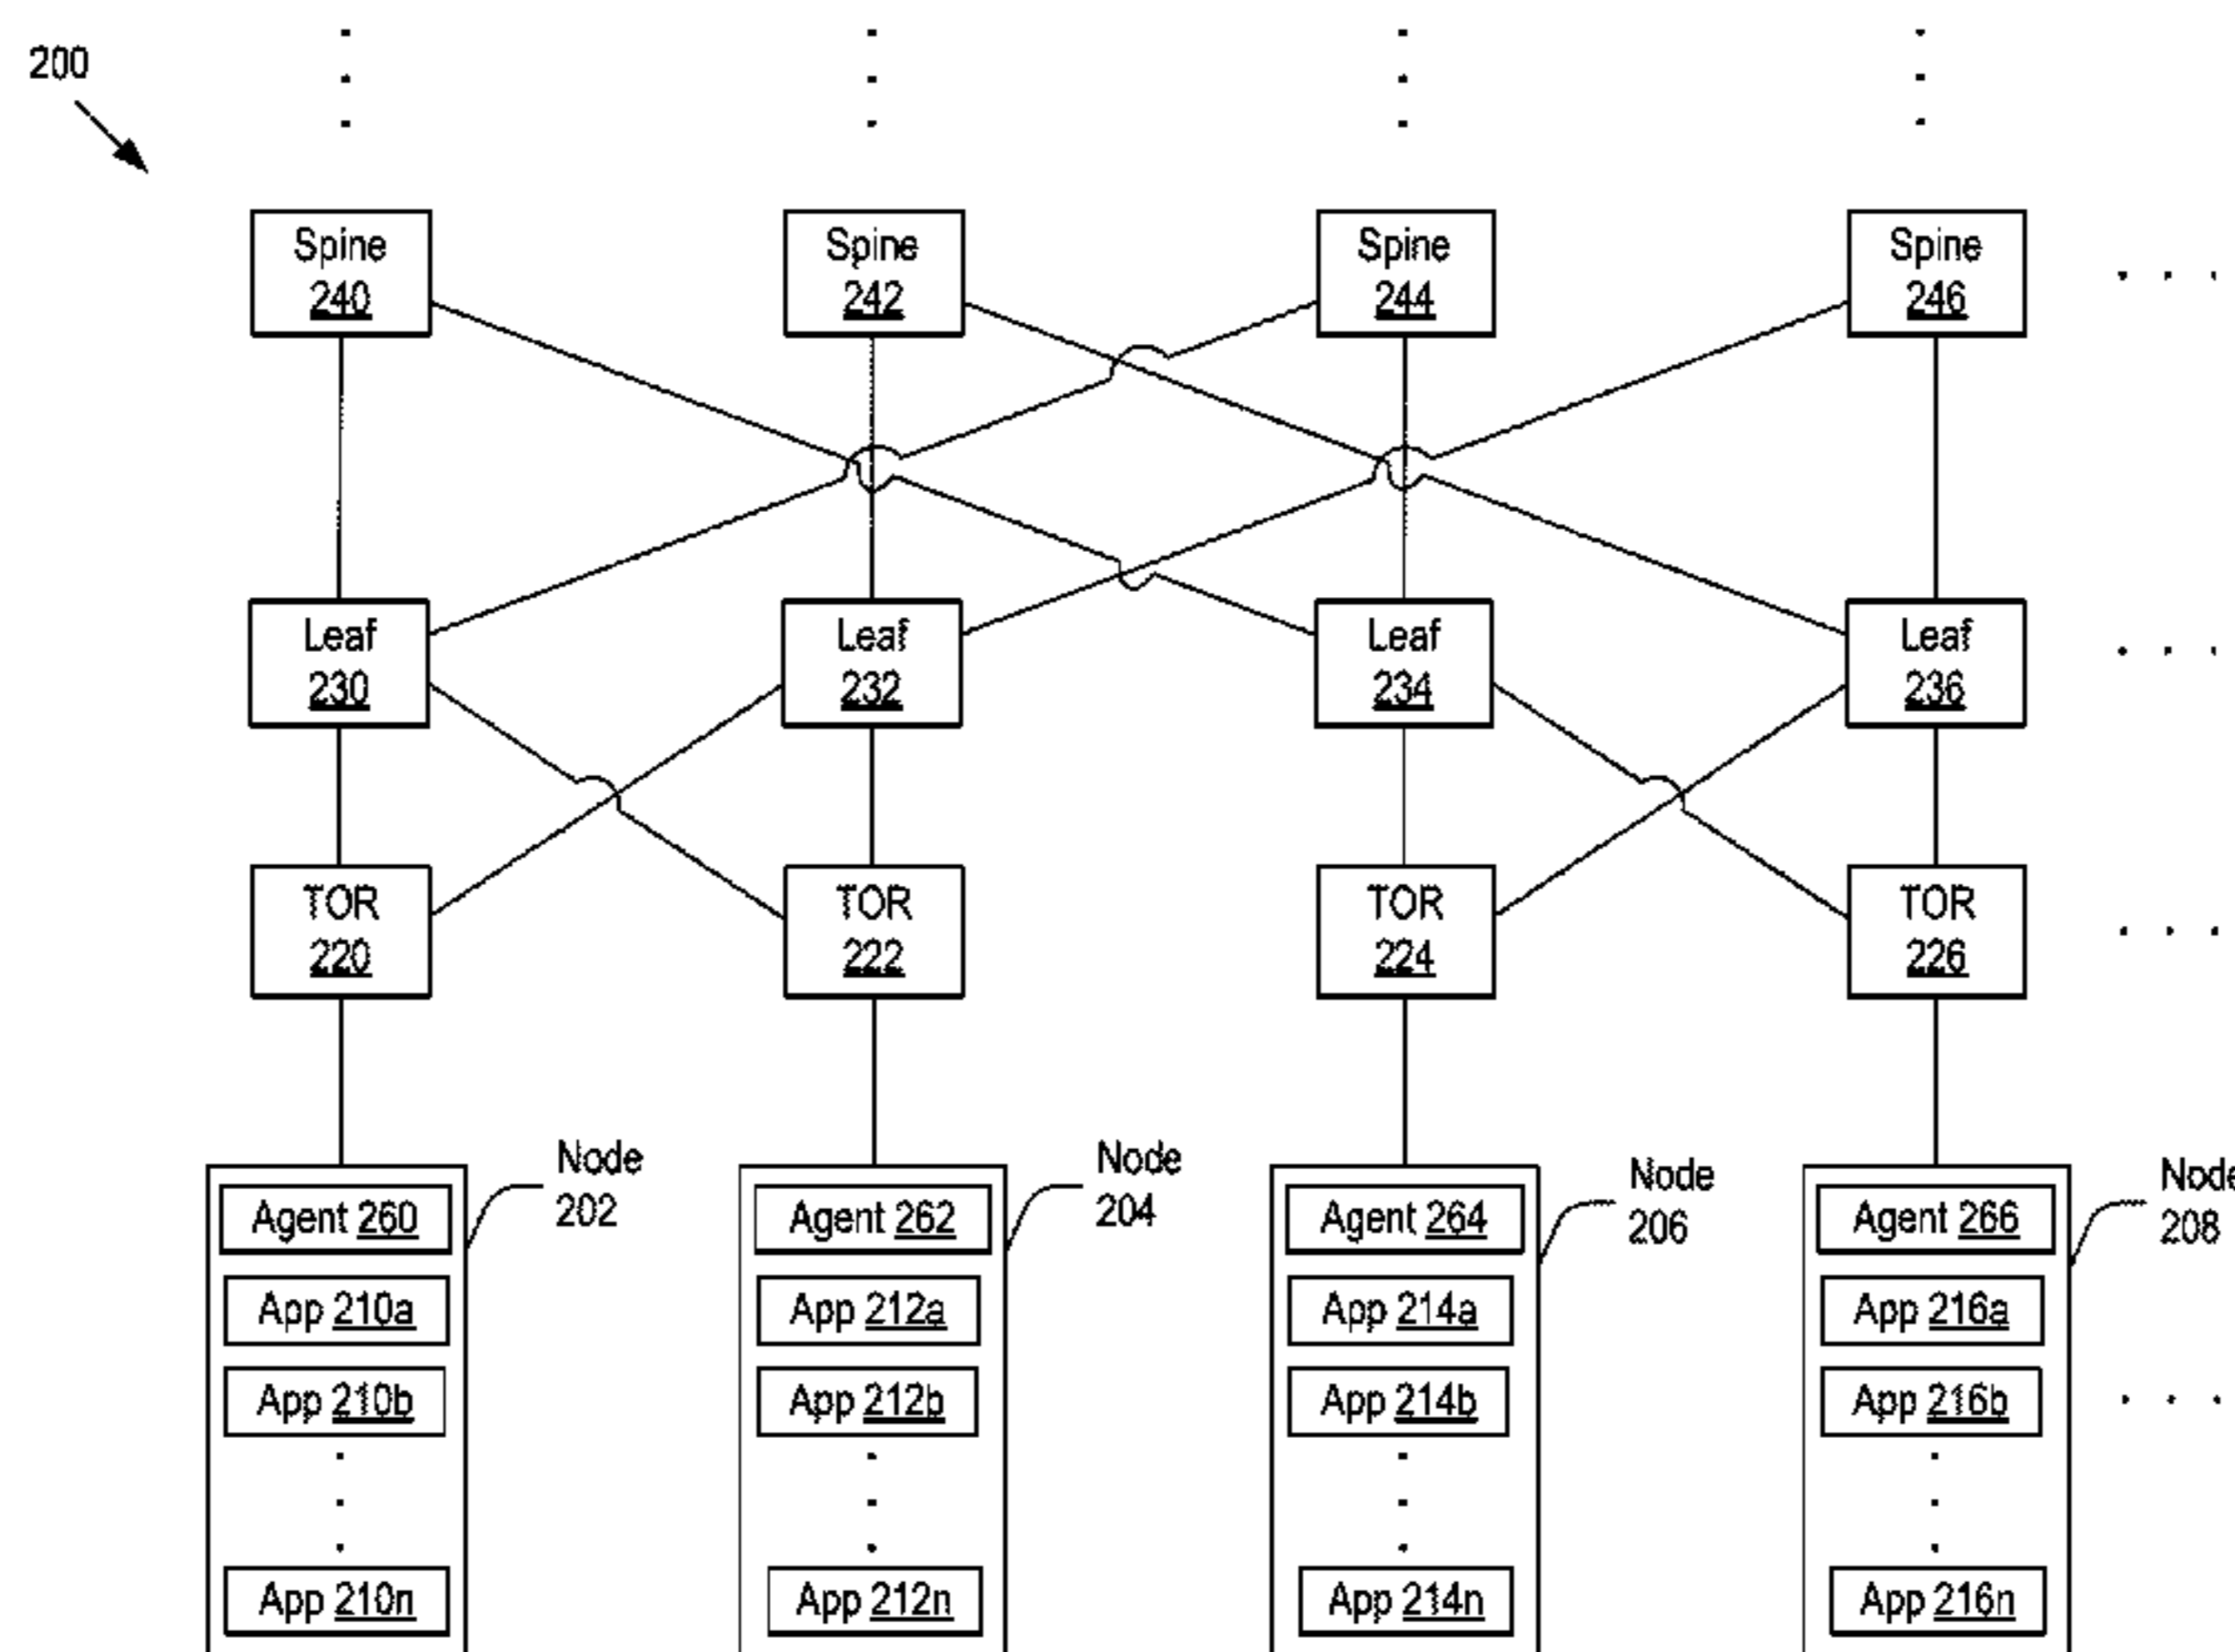 200
Spine
240
Spine
242
Spine
244
Spine
246
Leaf
230
Leaf
232
Leaf
234
Leaf
236
TOR
220
TOR
222
TOR
224
TOR
226
Node
202
Node
204
Node
206
Node
208
Agent 260
Agent 262
Agent 264
Agent 266
App 210a
App 212a
App 214a
App 216a
App 210b
App 212b
App 214b
App 216b
App 210n
App 212n
App 214n
App 216n